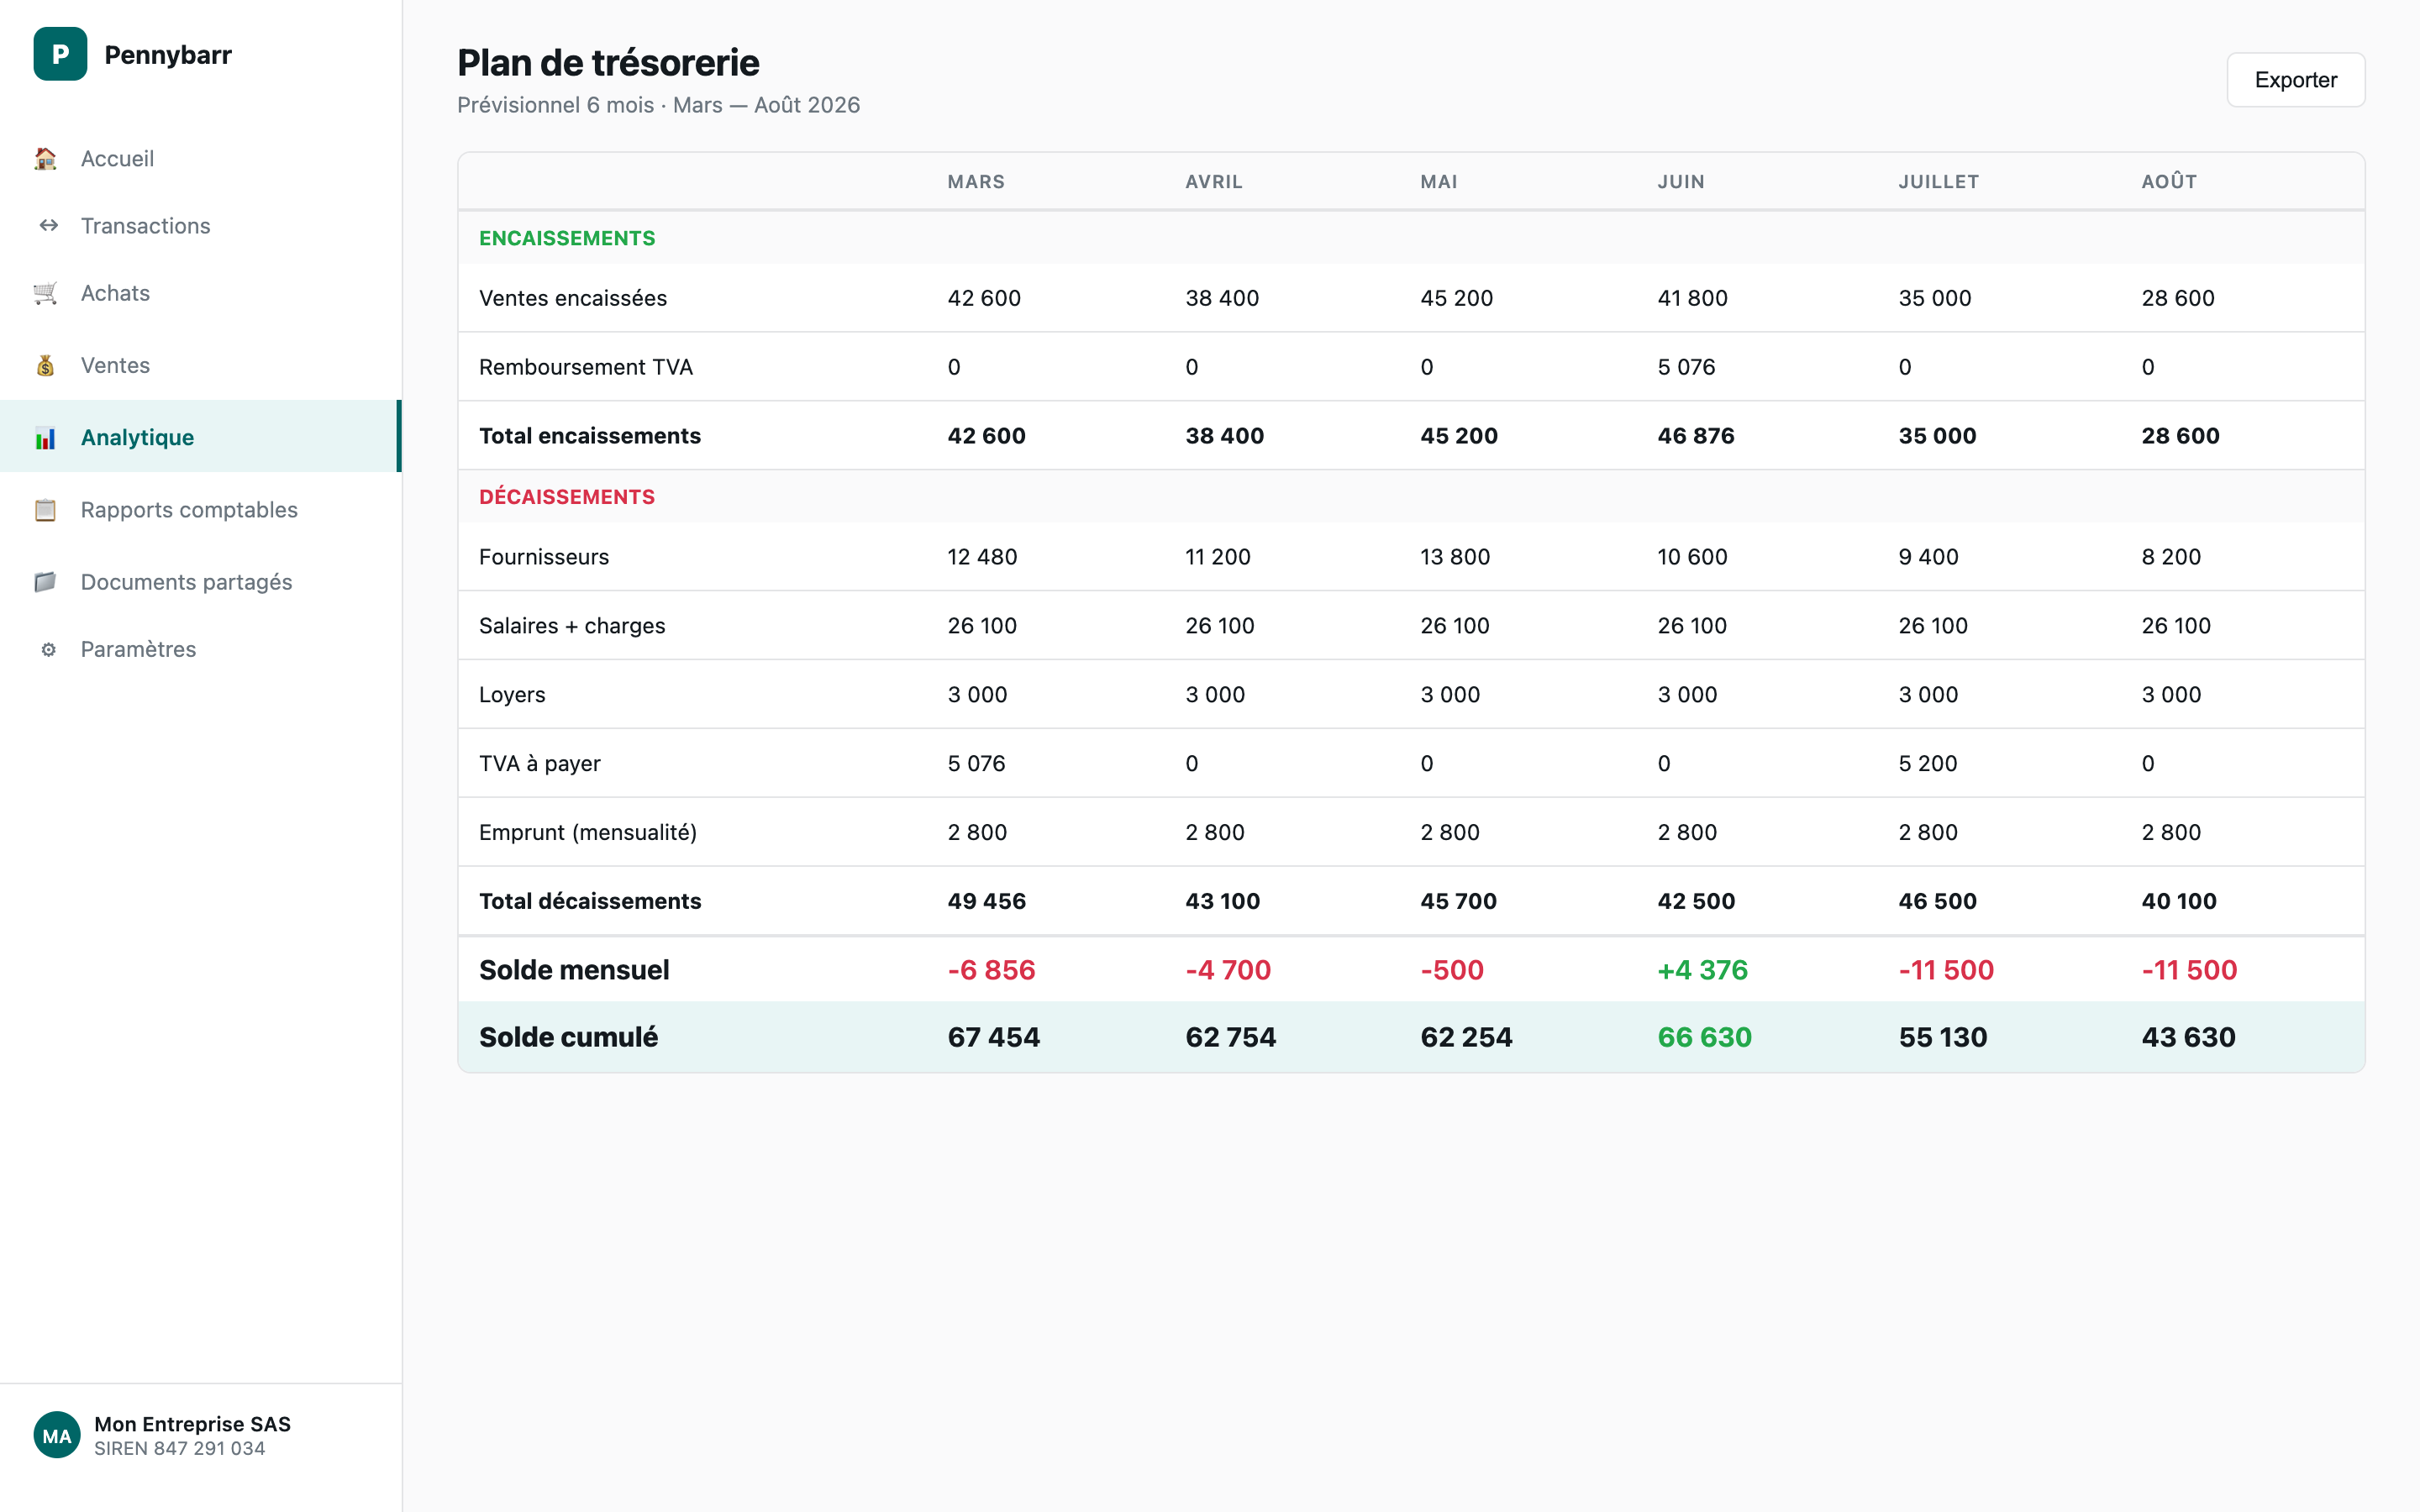 P Pennybarr
Accueil
Transactions
Achats
Ventes
Analytique
Rapports comptables
Documents partagés
Paramètres
MA Mon Entreprise SAS
SIREN 847 291 034
Plan de trésorerie
Prévisionnel 6 mois · Mars — Août 2026
Exporter
MARS AVRIL MAI JUIN JUILLET AOÛT
ENCAISSEMENTS
Ventes encaissées 42 600 38 400 45 200 41 800 35 000 28 600
Remboursement TVA 0 0 0 5 076 0 0
Total encaissements 42 600 38 400 45 200 46 876 35 000 28 600
DÉCAISSEMENTS
Fournisseurs 12 480 11 200 13 800 10 600 9 400 8 200
Salaires + charges 26 100 26 100 26 100 26 100 26 100 26 100
Loyers 3 000 3 000 3 000 3 000 3 000 3 000
TVA à payer 5 076 0 0 0 5 200 0
Emprunt (mensualité) 2 800 2 800 2 800 2 800 2 800 2 800
Total décaissements 49 456 43 100 45 700 42 500 46 500 40 100
Solde mensuel -6 856 -4 700 -500 +4 376 -11 500 -11 500
Solde cumulé 67 454 62 754 62 254 66 630 55 130 43 630